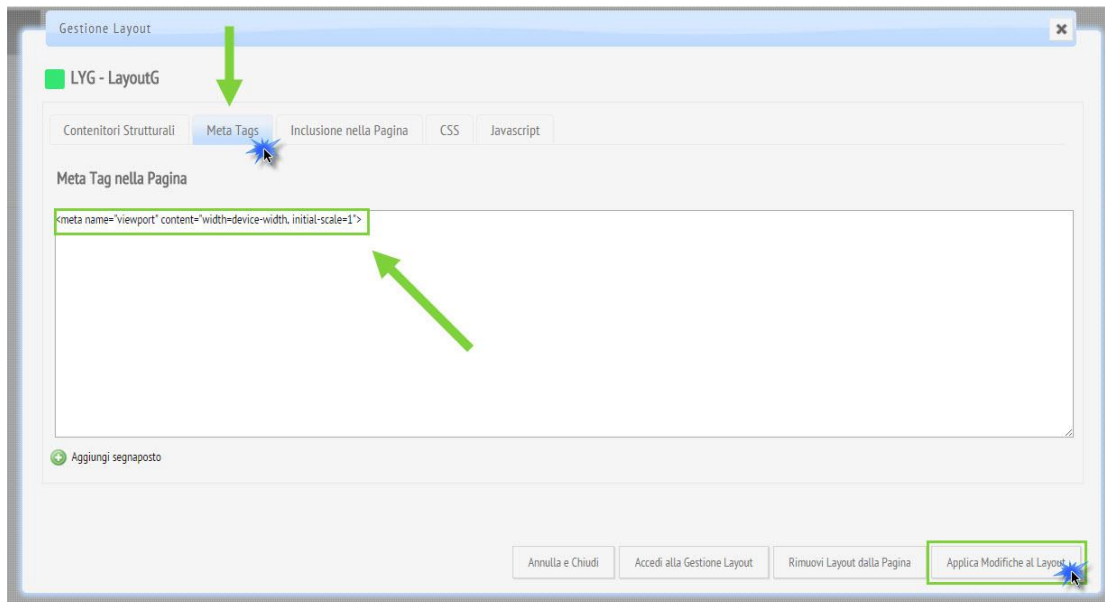 Gestione Layout
LYG - LayoutG
Contenitori Strutturali Meta Tags Inclusione nella Pagina CSS Javascript
Meta Tag nella Pagina
<meta name="viewport" content="width=device-width, initial-scale=1">
Aggiungi segnaposto
Annulla e Chiudi Accedi alla Gestione Layout Rimuovi Layout dalla Pagina Applica Modifiche al Layout